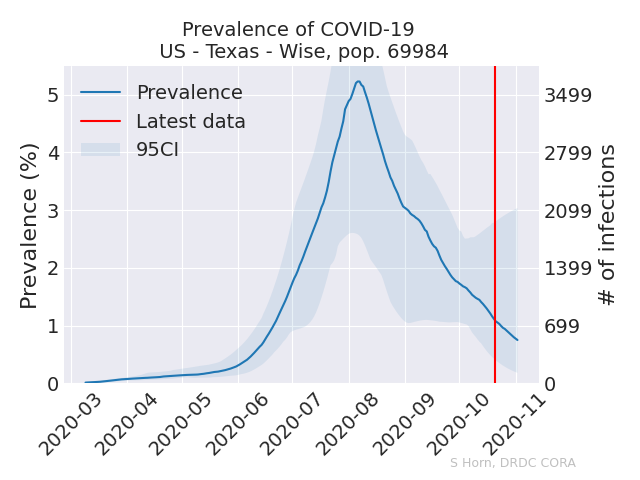 Prevalence of COVID-19
US - Texas - Wise, pop. 69984
Prevalence
Latest data
95CI
Prevalence (%)
5
4
3
2
1
0
# of infections
3499
2799
2099
1399
699
0
2020-03
2020-04
2020-05
2020-06
2020-07
2020-08
2020-09
2020-10
2020-11
S Horn, DRDC CORA